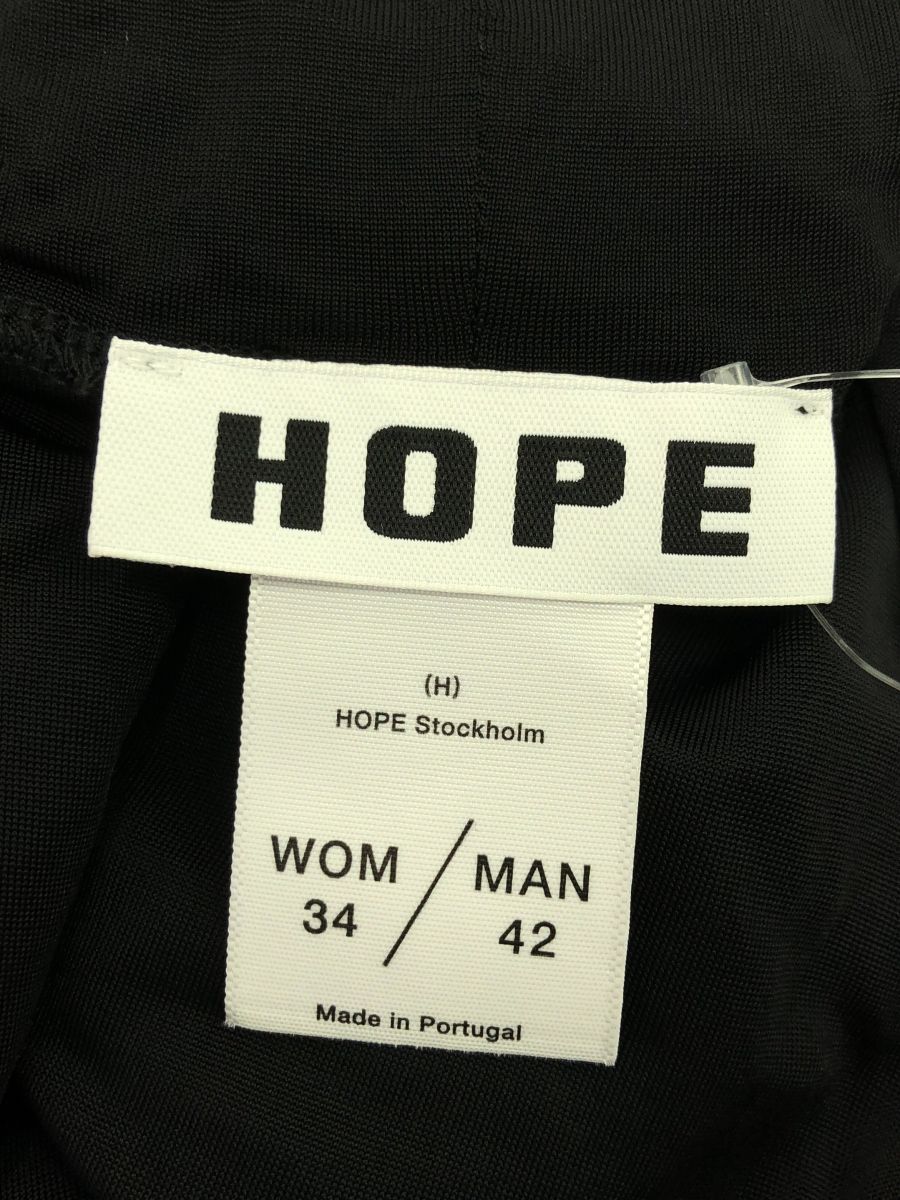 HOPE
(H)
HOPE Stockholm
WOM / MAN
34 42
Made in Portugal